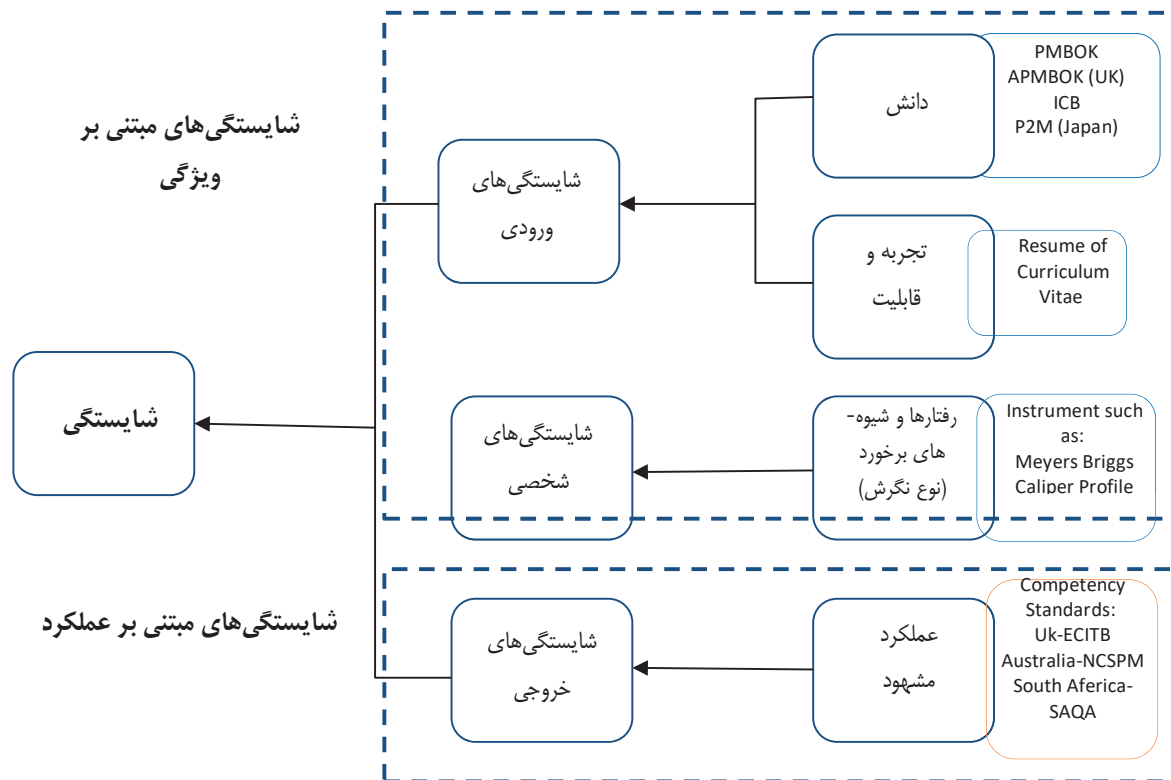 شایستگی‌های مبتنی بر
ویژگی
شایستگی‌های
ورودی
دانش
PMBOK
APMBOK (UK)
ICB
P2M (Japan)
تجربه و
قابلیت
Resume of
Curriculum
Vitae
شایستگی
شایستگی‌های
شخصی
رفتارها و شیوه-
های برخورد
(نوع نگرش)
Instrument such
as:
Meyers Briggs
Caliper Profile
شایستگی‌های مبتنی بر عملکرد
شایستگی‌های
خروجی
عملکرد
مشهود
Competency
Standards:
Uk-ECITB
Australia-NCSPM
South Aferica-
SAQA